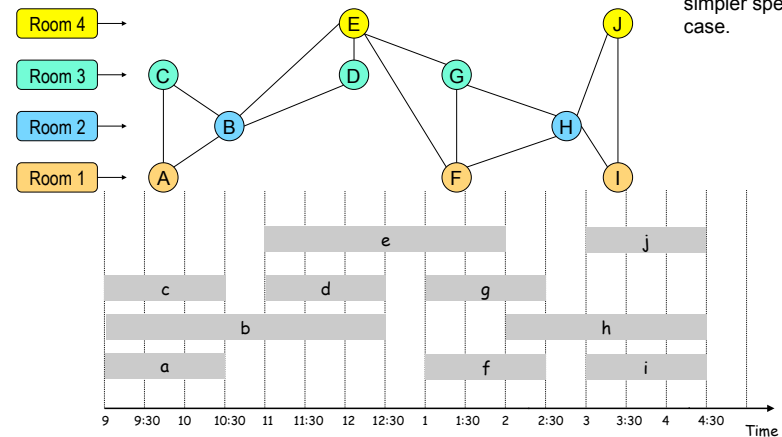 simpler spe
case.
Room 4
E
J
Room 3
C
D
G
Room 2
B
H
Room 1
A
F
I
e
j
c
d
g
b
h
a
f
i
9 9:30 10 10:30 11 11:30 12 12:30 1 1:30 2 2:30 3 3:30 4 4:30
Time